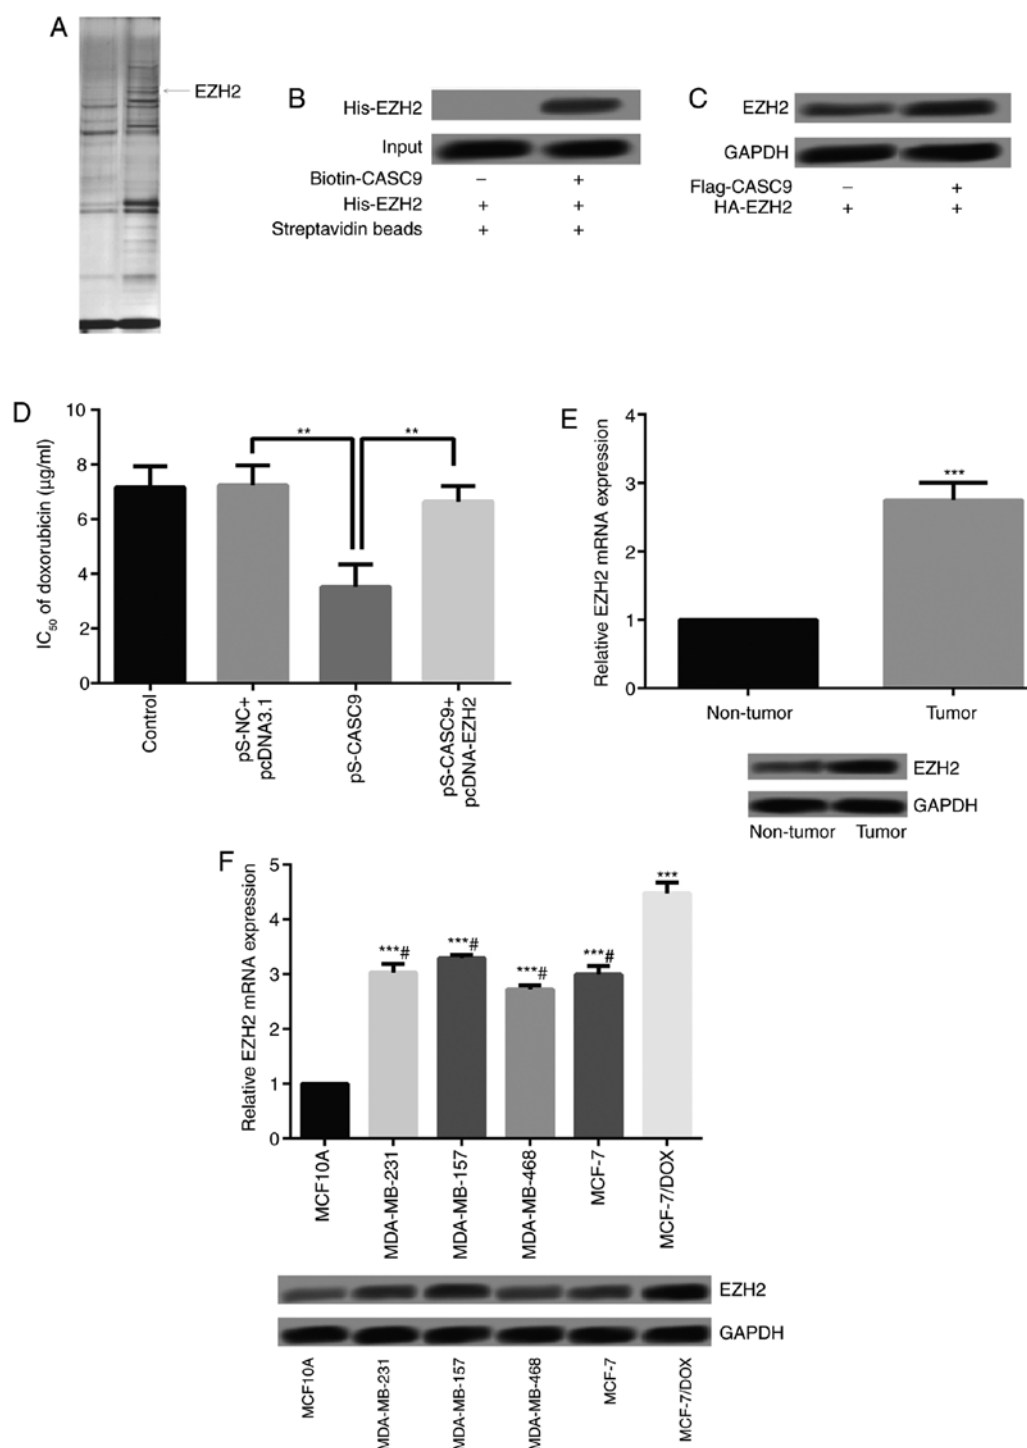 A
EZH2
B
His-EZH2
Input
Biotin-CASC9 – +
His-EZH2 + +
Streptavidin beads + +
C
EZH2
GAPDH
Flag-CASC9 – +
HA-EZH2 + +
D
IC50 of doxorubicin (µg/ml)
10
8
6
4
2
0
** **
Control
pS-NC+
pcDNA3.1
pS-CASC9
pS-CASC9+
pcDNA-EZH2
E
Relative EZH2 mRNA expression
4
3
2
1
0
***
Non-tumor Tumor
EZH2
GAPDH
Non-tumor Tumor
F
Relative EZH2 mRNA expression
5
4
3
2
1
0
***# ***# ***# ***# ***
MCF10A
MDA-MB-231
MDA-MB-157
MDA-MB-468
MCF-7
MCF-7/DOX
EZH2
GAPDH
MCF10A
MDA-MB-231
MDA-MB-157
MDA-MB-468
MCF-7
MCF-7/DOX